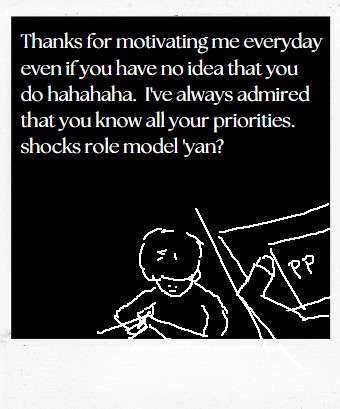 Thanks for motivating me everyday
even if you have no idea that you
do hahahaha. I've always admired
that you know all your priorities.
shocks role model 'yan?
PP